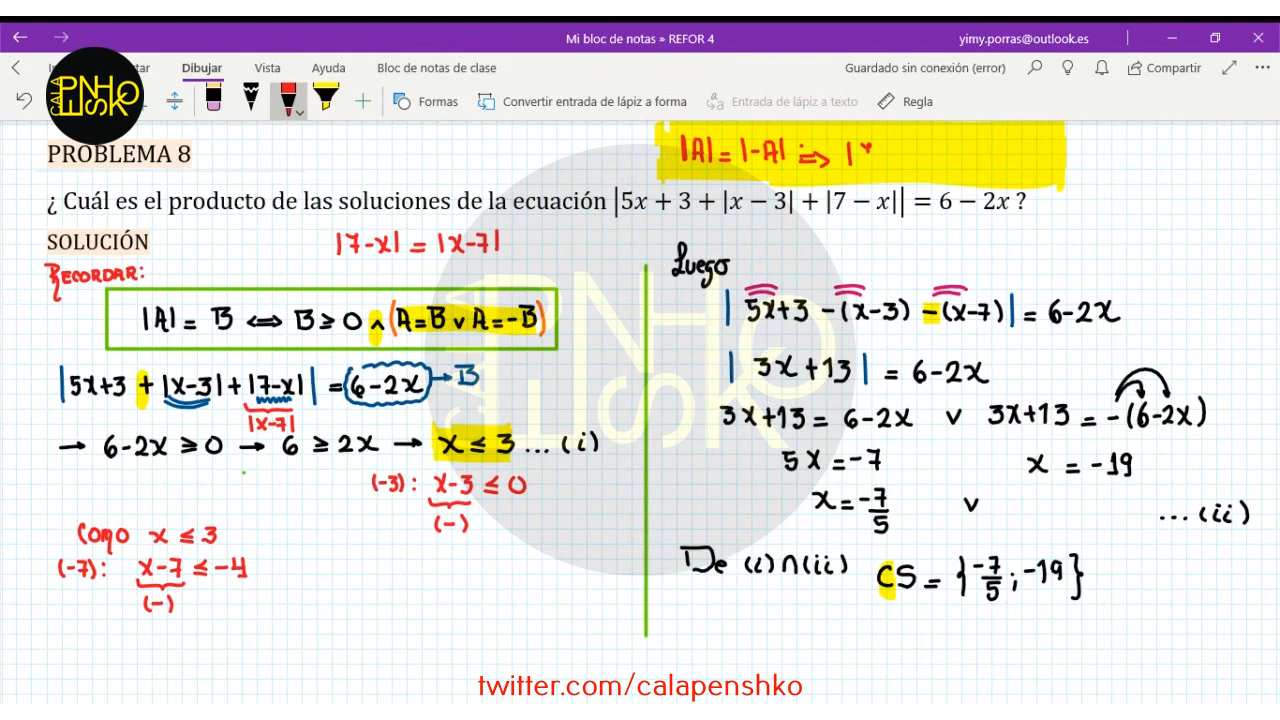 Mi bloc de notas » REFOR 4
yimy.porras@outlook.es
Dibujar
Vista
Ayuda
Bloc de notas de clase
Guardado sin conexión (error)
Compartir
Formas
Convertir entrada de lápiz a forma
Entrada de lápiz a texto
Regla
PROBLEMA 8
|A| = |-A| ⇒ |
¿ Cuál es el producto de las soluciones de la ecuación |5x + 3 + |x − 3| + |7 − x|| = 6 − 2x ?
SOLUCIÓN
|7-x| = |x-7|
RECORDAR:
|A| = B ⟺ B ≥ 0 ∧ (A=B ∨ A=-B)
|5x+3 + |x-3| + |7-x| | = 6-2x → B
|x-7|
→ 6-2x ≥ 0 → 6 ≥ 2x → x ≤ 3 ... (i)
(-3): x-3 ≤ 0
(-)
Como x ≤ 3
(-7): x-7 ≤ -4
(-)
Luego
| 5x+3 -(x-3) -(x-7)| = 6-2x
| 3x+13 | = 6-2x
3x+13 = 6-2x ∨ 3x+13 = -(6-2x)
5x = -7 x = -19
x = -7/5 ∨ ... (ii)
De (i)∩(ii) CS = {-7/5 ; -19}
twitter.com/calapenshko